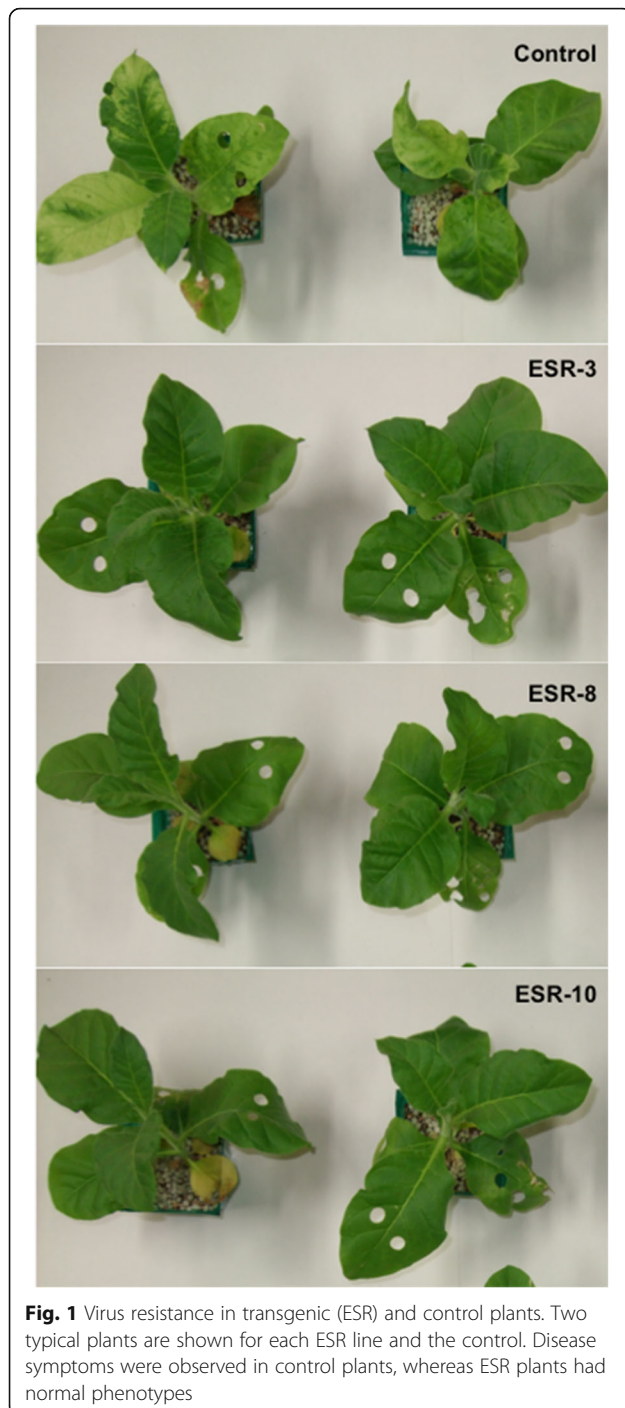 Control
ESR-3
ESR-8
ESR-10
Fig. 1 Virus resistance in transgenic (ESR) and control plants. Two
typical plants are shown for each ESR line and the control. Disease
symptoms were observed in control plants, whereas ESR plants had
normal phenotypes